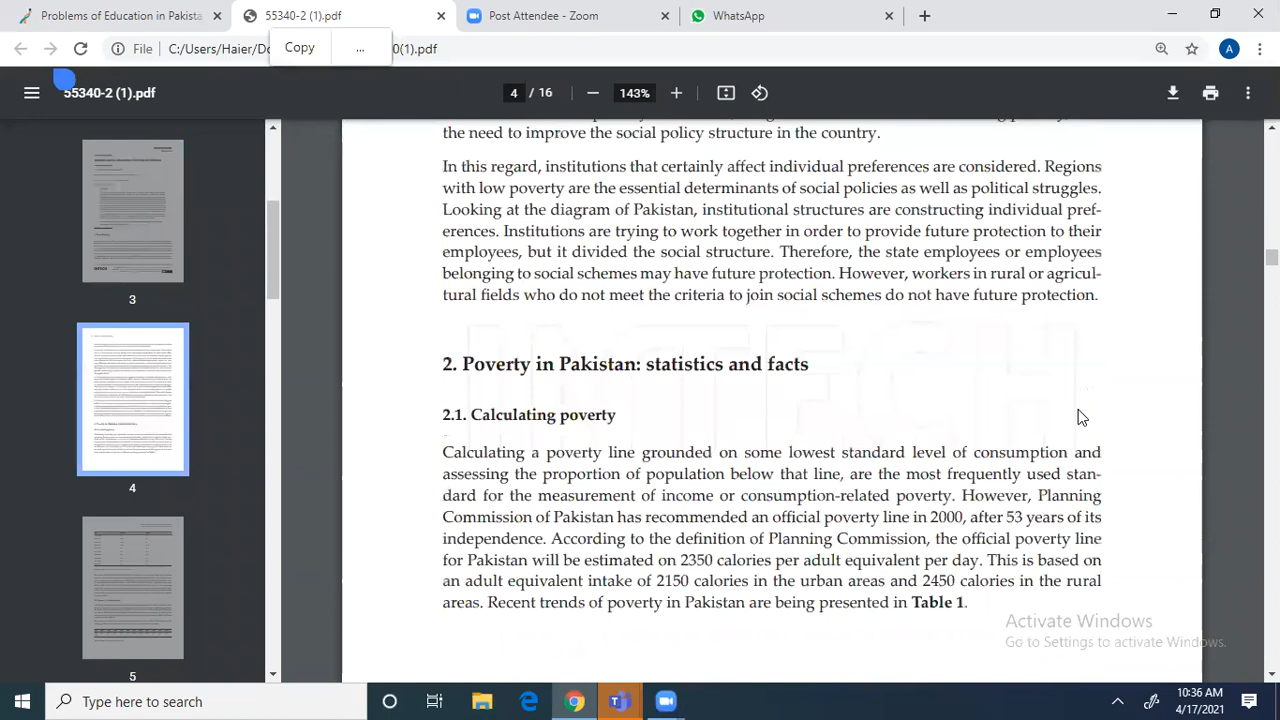 Problems of Education in Pakista
55340-2 (1).pdf
Post Attendee - Zoom
WhatsApp
File
C:/Users/Haier/Do
0(1).pdf
A
Copy
...
55340-2 (1).pdf
4 / 16
143%
the need to improve the social policy structure in the country.
In this regard, institutions that certainly affect individual preferences are considered. Regions
with low poverty are the essential determinants of social policies as well as political struggles.
Looking at the diagram of Pakistan, institutional structures are constructing individual pref-
erences. Institutions are trying to work together in order to provide future protection to their
employees, but it divided the social structure. Therefore, the state employees or employees
belonging to social schemes may have future protection. However, workers in rural or agricul-
tural fields who do not meet the criteria to join social schemes do not have future protection.
2. Poverty in Pakistan: statistics and facts
2.1. Calculating poverty
Calculating a poverty line grounded on some lowest standard level of consumption and
assessing the proportion of population below that line, are the most frequently used stan-
dard for the measurement of income or consumption-related poverty. However, Planning
Commission of Pakistan has recommended an official poverty line in 2000, after 53 years of its
independence. According to the definition of Planning Commission, the official poverty line
for Pakistan will be estimated on 2350 calories per adult equivalent per day. This is based on
an adult equivalent intake of 2150 calories in the urban areas and 2450 calories in the rural
areas. Recent trends of poverty in Pakistan are being presented in Table 1.
3
4
5
Activate Windows
Go to Settings to activate Windows.
Type here to search
10:36 AM
4/17/2021